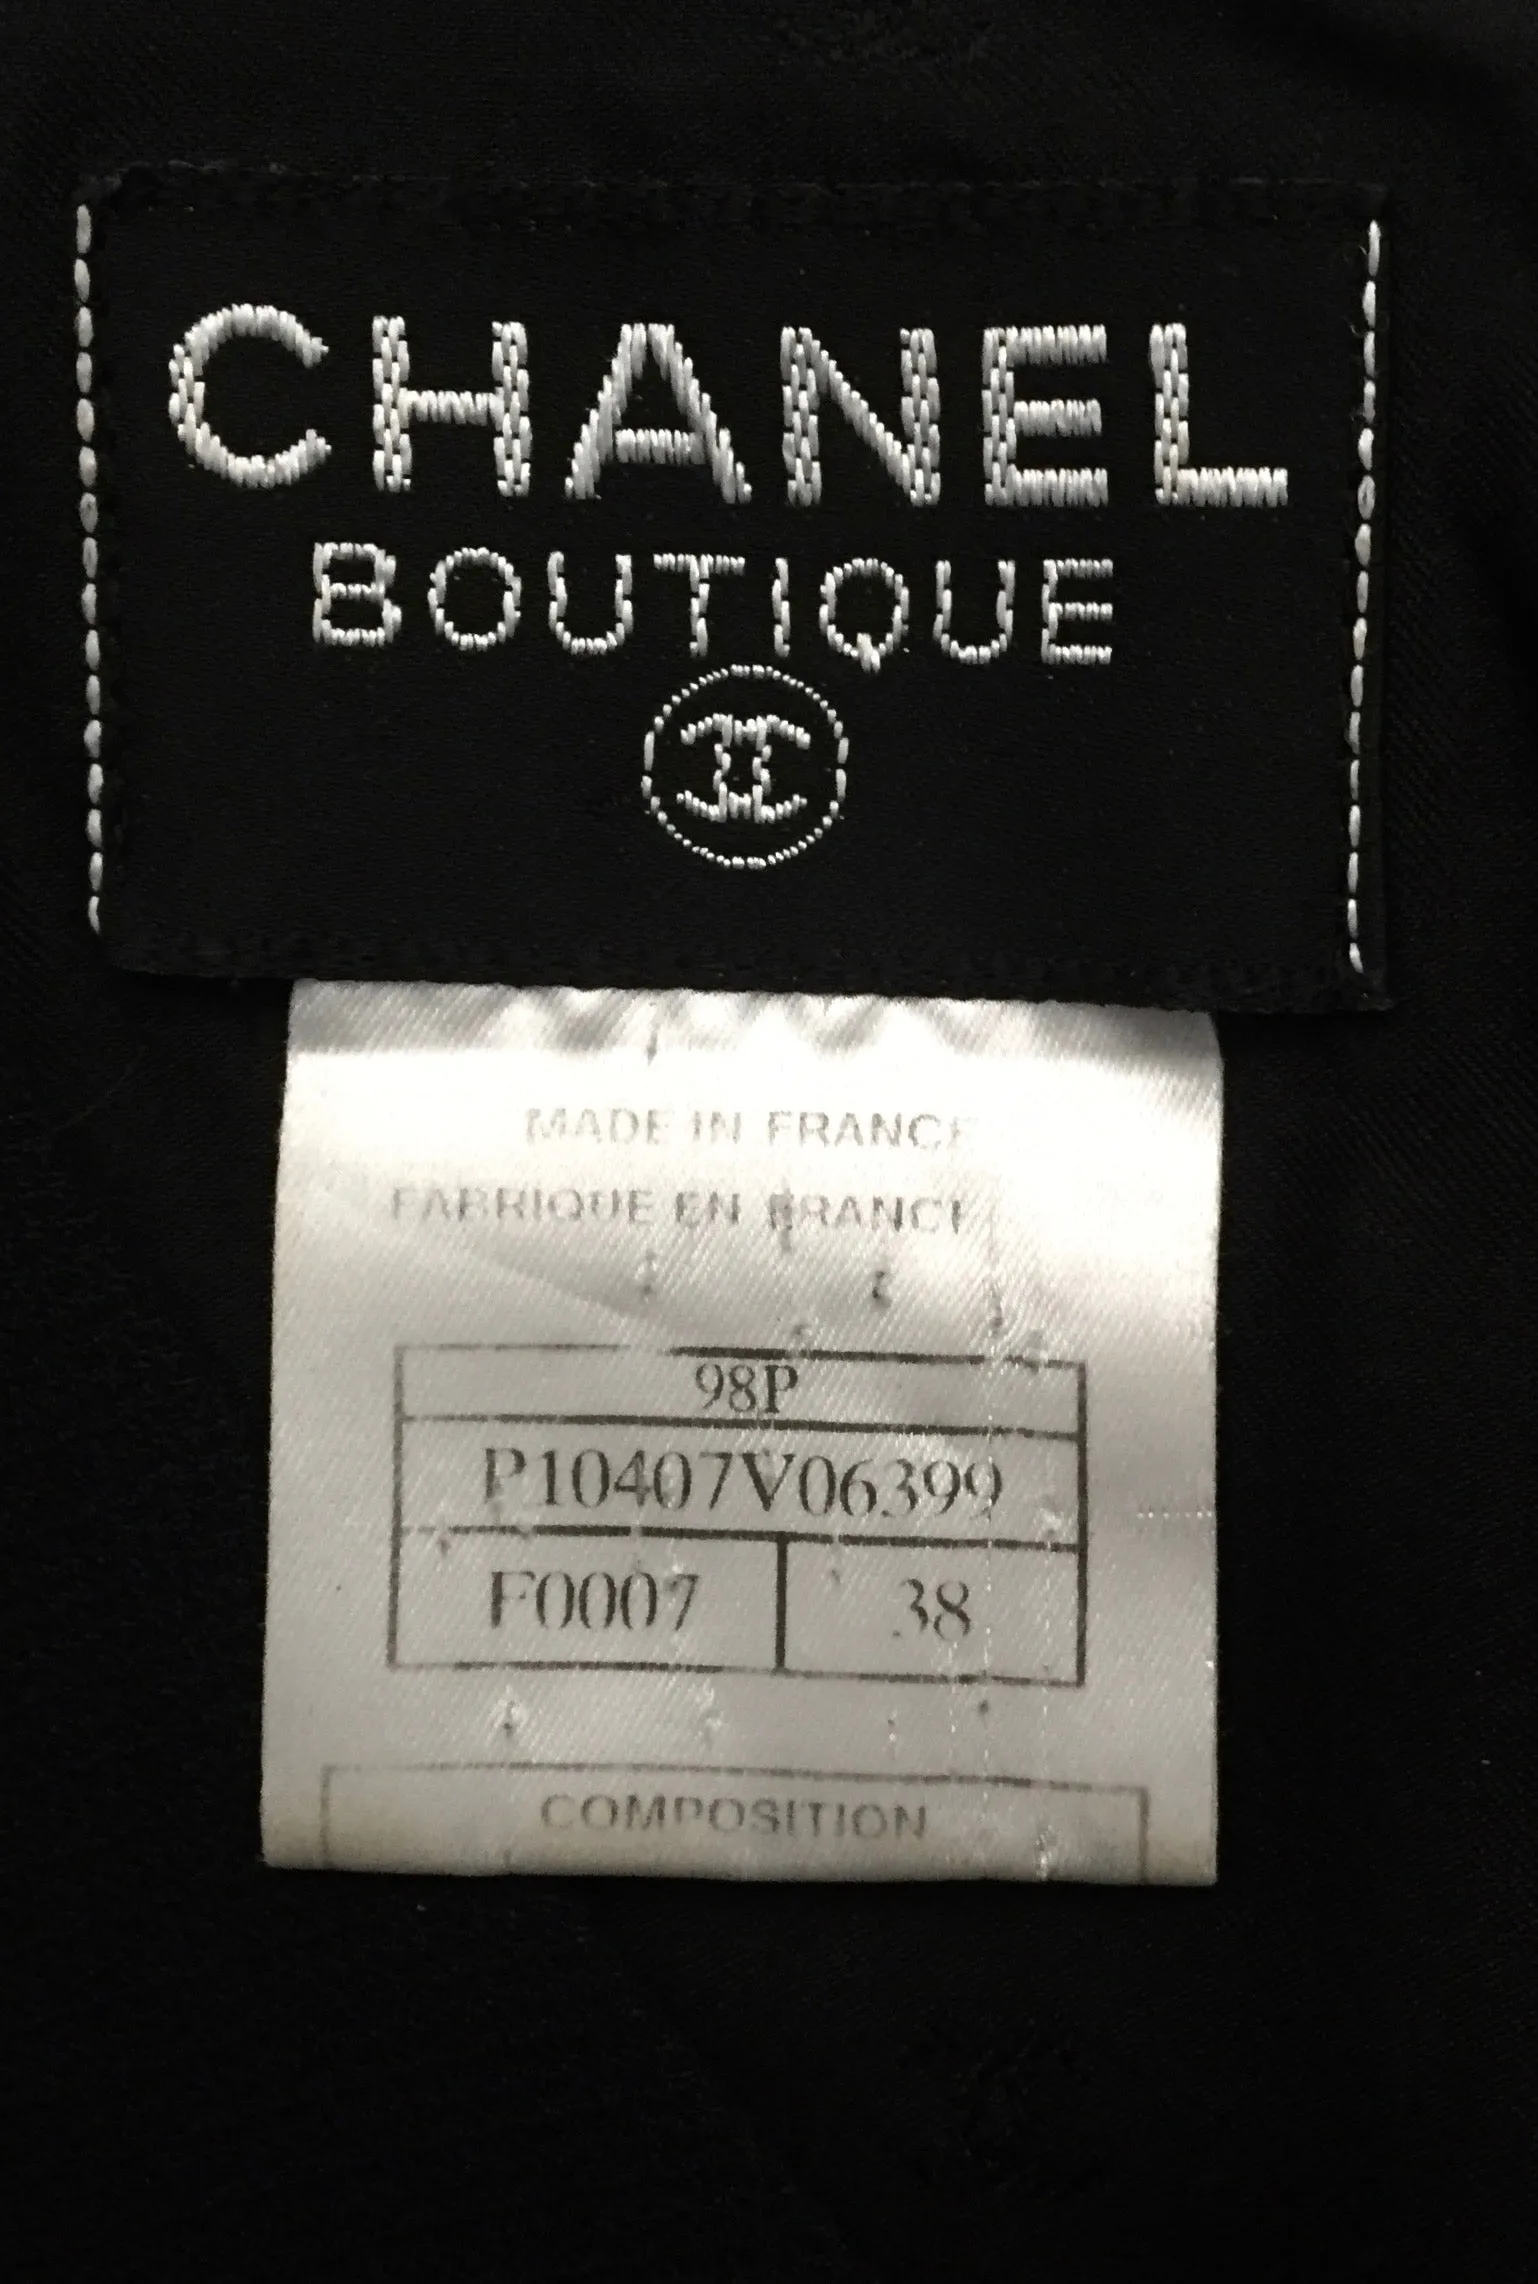 CHANEL
BOUTIQUE
MADE IN FRANCE
FABRIQUE EN FRANCE
98P
P10407V06399
F0007 38
COMPOSITION